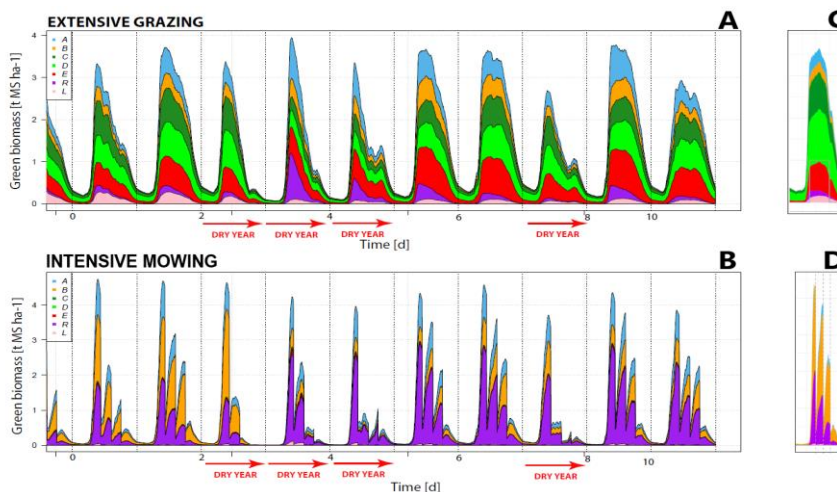 EXTENSIVE GRAZING
A
C
Green biomass [t MS ha-1]
4
3
2
1
0
A
B
C
D
E
R
L
0 2 4 6 8 10
DRY YEAR DRY YEAR DRY YEAR DRY YEAR
Time [d]
INTENSIVE MOWING
B
D
Green biomass [t MS ha-1]
4
3
2
1
0
A
B
C
D
E
R
L
0 2 4 6 8 10
DRY YEAR DRY YEAR DRY YEAR DRY YEAR
Time [d]